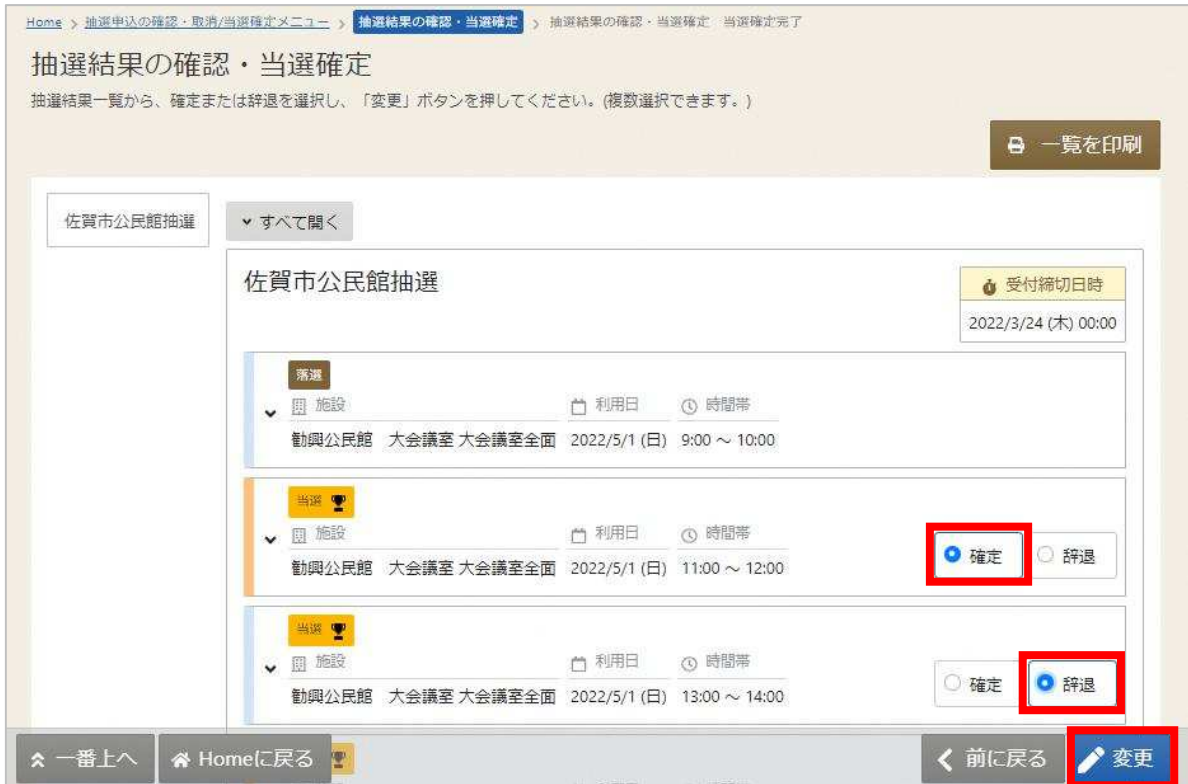 Home > 抽選申込の確認・取消/当選確定メニュー > 抽選結果の確認・当選確定 > 抽選結果の確認・当選確定 当選確定完了
抽選結果の確認・当選確定
抽選結果一覧から、確定または辞退を選択し、「変更」ボタンを押してください。(複数選択できます。)
一覧を印刷
佐賀市公民館抽選
すべて開く
佐賀市公民館抽選
受付締切日時
2022/3/24 (木) 00:00
落選
施設 利用日 時間帯
勧興公民館 大会議室 大会議室全面 2022/5/1 (日) 9:00 ～ 10:00
当選
施設 利用日 時間帯
勧興公民館 大会議室 大会議室全面 2022/5/1 (日) 11:00 ～ 12:00
確定 辞退
当選
施設 利用日 時間帯
勧興公民館 大会議室 大会議室全面 2022/5/1 (日) 13:00 ～ 14:00
確定 辞退
一番上へ Homeに戻る 前に戻る 変更